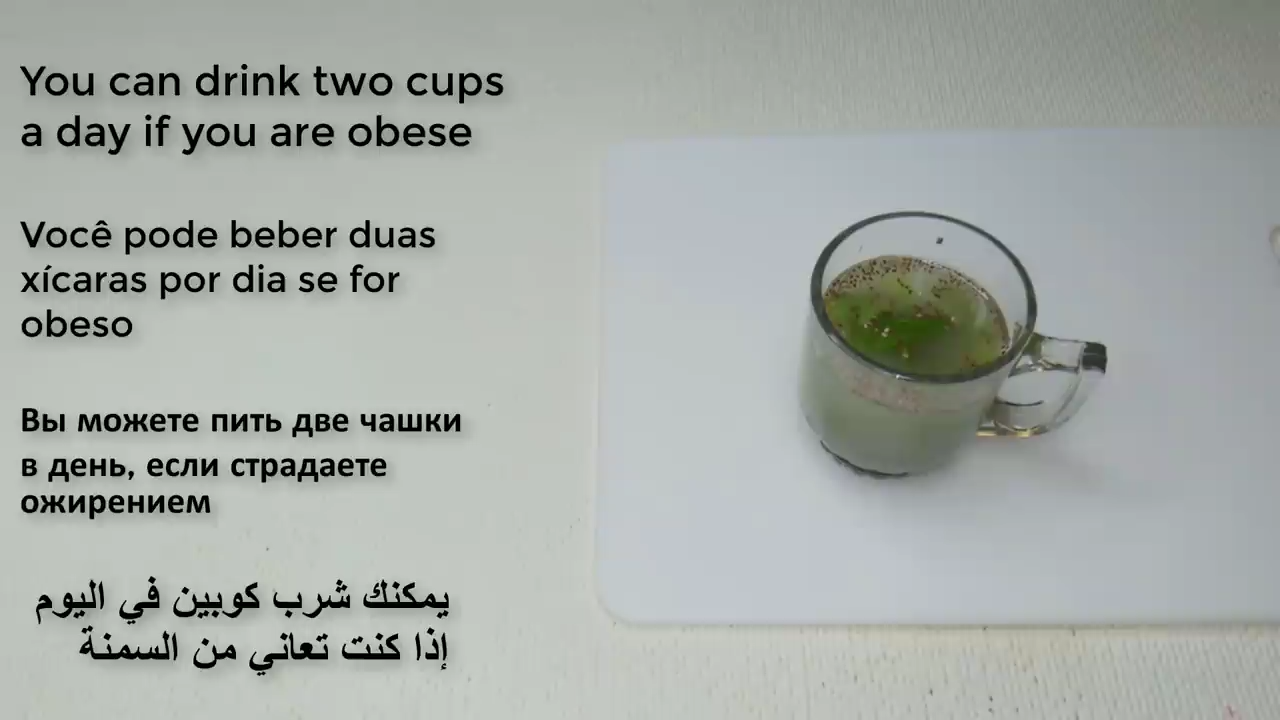 You can drink two cups
a day if you are obese
Você pode beber duas
xícaras por dia se for
obeso
Вы можете пить две чашки
в день, если страдаете
ожирением
يمكنك شرب كوبين في اليوم
إذا كنت تعاني من السمنة